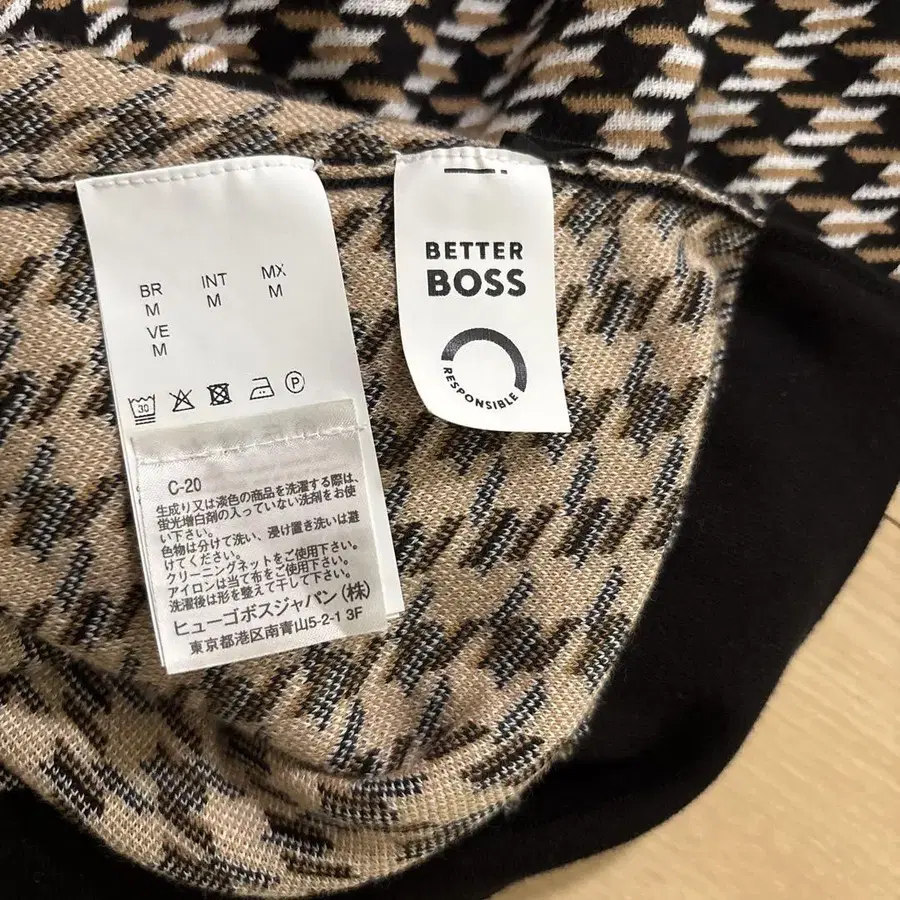 BR
M
INT
M
MX
M
VE
M
30
P
C-20
生成り又は淡色の商品を洗濯する際は、
蛍光増白剤の入っていない洗剤をお使
い下さい。
色物は分けて洗い、浸け置き洗いは避
けてください。
クリーニングネットをご使用下さい。
アイロンは当て布をご使用下さい。
洗濯後は形を整えて干して下さい。
ヒューゴボスジャパン(株)
東京都港区南青山5-2-1 3F
BETTER
BOSS
RESPONSIBLE